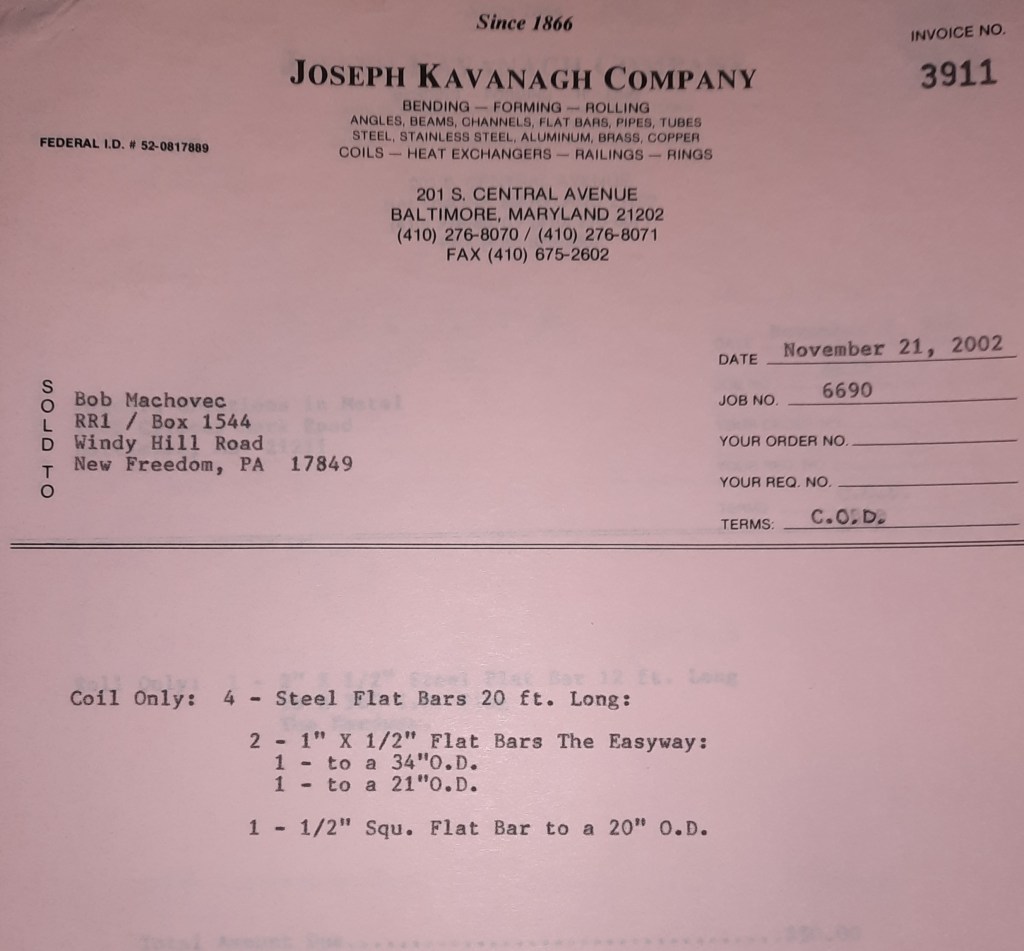 Since 1866
INVOICE NO.
JOSEPH KAVANAGH COMPANY
3911
BENDING — FORMING — ROLLING
ANGLES, BEAMS, CHANNELS, FLAT BARS, PIPES, TUBES
STEEL, STAINLESS STEEL, ALUMINUM, BRASS, COPPER
COILS — HEAT EXCHANGERS — RAILINGS — RINGS
FEDERAL I.D. # 52-0817889
201 S. CENTRAL AVENUE
BALTIMORE, MARYLAND 21202
(410) 276-8070 / (410) 276-8071
FAX (410) 675-2602
DATE November 21, 2002
JOB NO. 6690
YOUR ORDER NO.
YOUR REQ. NO.
TERMS: C.O.D.
SOLD TO
Bob Machovec
RR1 / Box 1544
Windy Hill Road
New Freedom, PA 17849
Coil Only: 4 - Steel Flat Bars 20 ft. Long:
2 - 1" X 1/2" Flat Bars The Easyway:
1 - to a 34"O.D.
1 - to a 21"O.D.
1 - 1/2" Squ. Flat Bar to a 20" O.D.